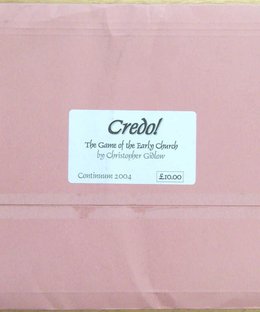 Credo!
The Game of the Early Church
by Christopher Gidlow
Continuum 2004 £10.00